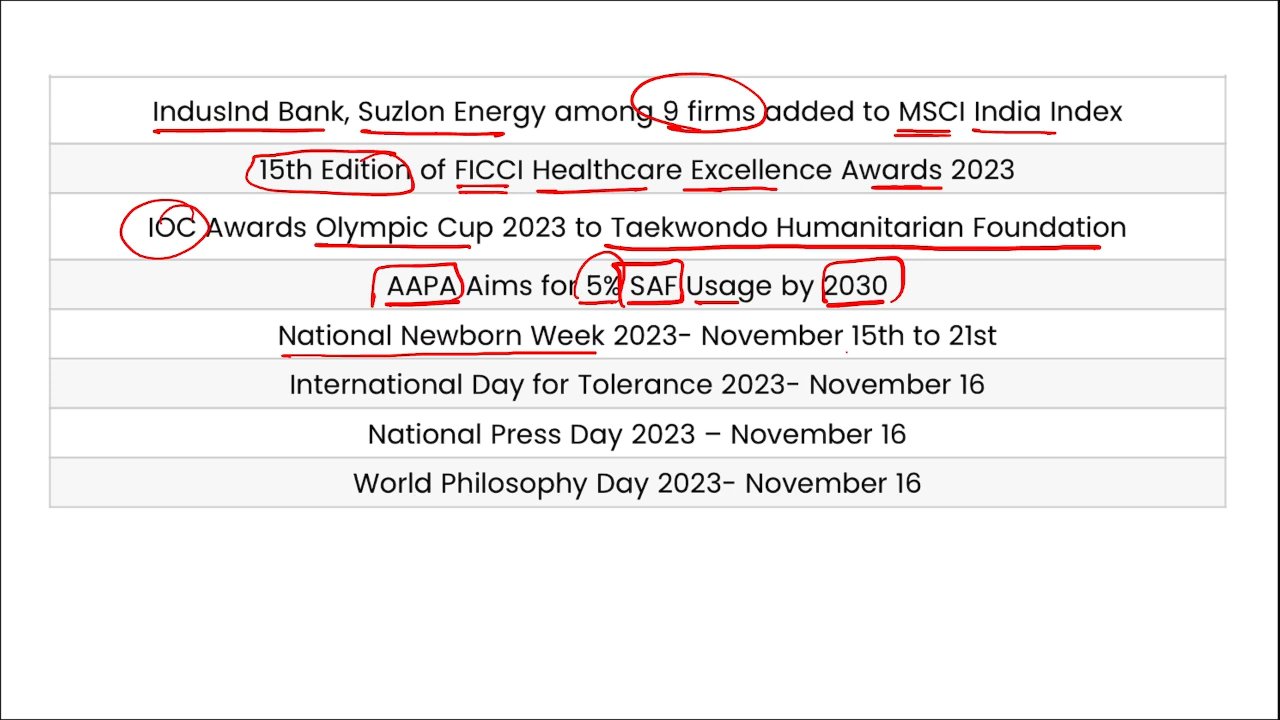 IndusInd Bank, Suzlon Energy among 9 firms added to MSCI India Index
15th Edition of FICCI Healthcare Excellence Awards 2023
IOC Awards Olympic Cup 2023 to Taekwondo Humanitarian Foundation
AAPA Aims for 5% SAF Usage by 2030
National Newborn Week 2023- November 15th to 21st
International Day for Tolerance 2023- November 16
National Press Day 2023 – November 16
World Philosophy Day 2023- November 16